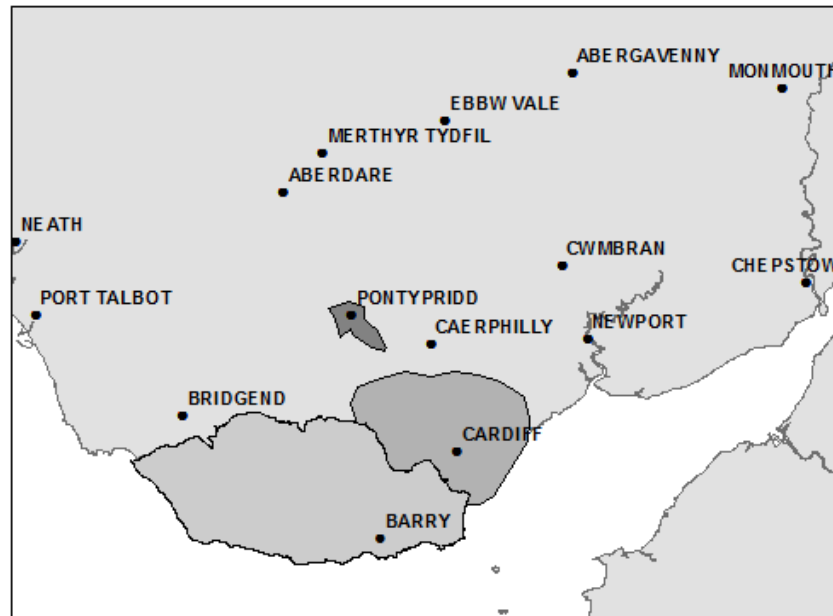 ABERGAVENNY
MONMOUTH
EBBW VALE
MERTHYR TYDFIL
ABERDARE
NEATH
CWMBRAN
CHEPSTOW
PORT TALBOT
PONTYPRIDD
NEWPORT
CAERPHILLY
BRIDGEND
CARDIFF
BARRY